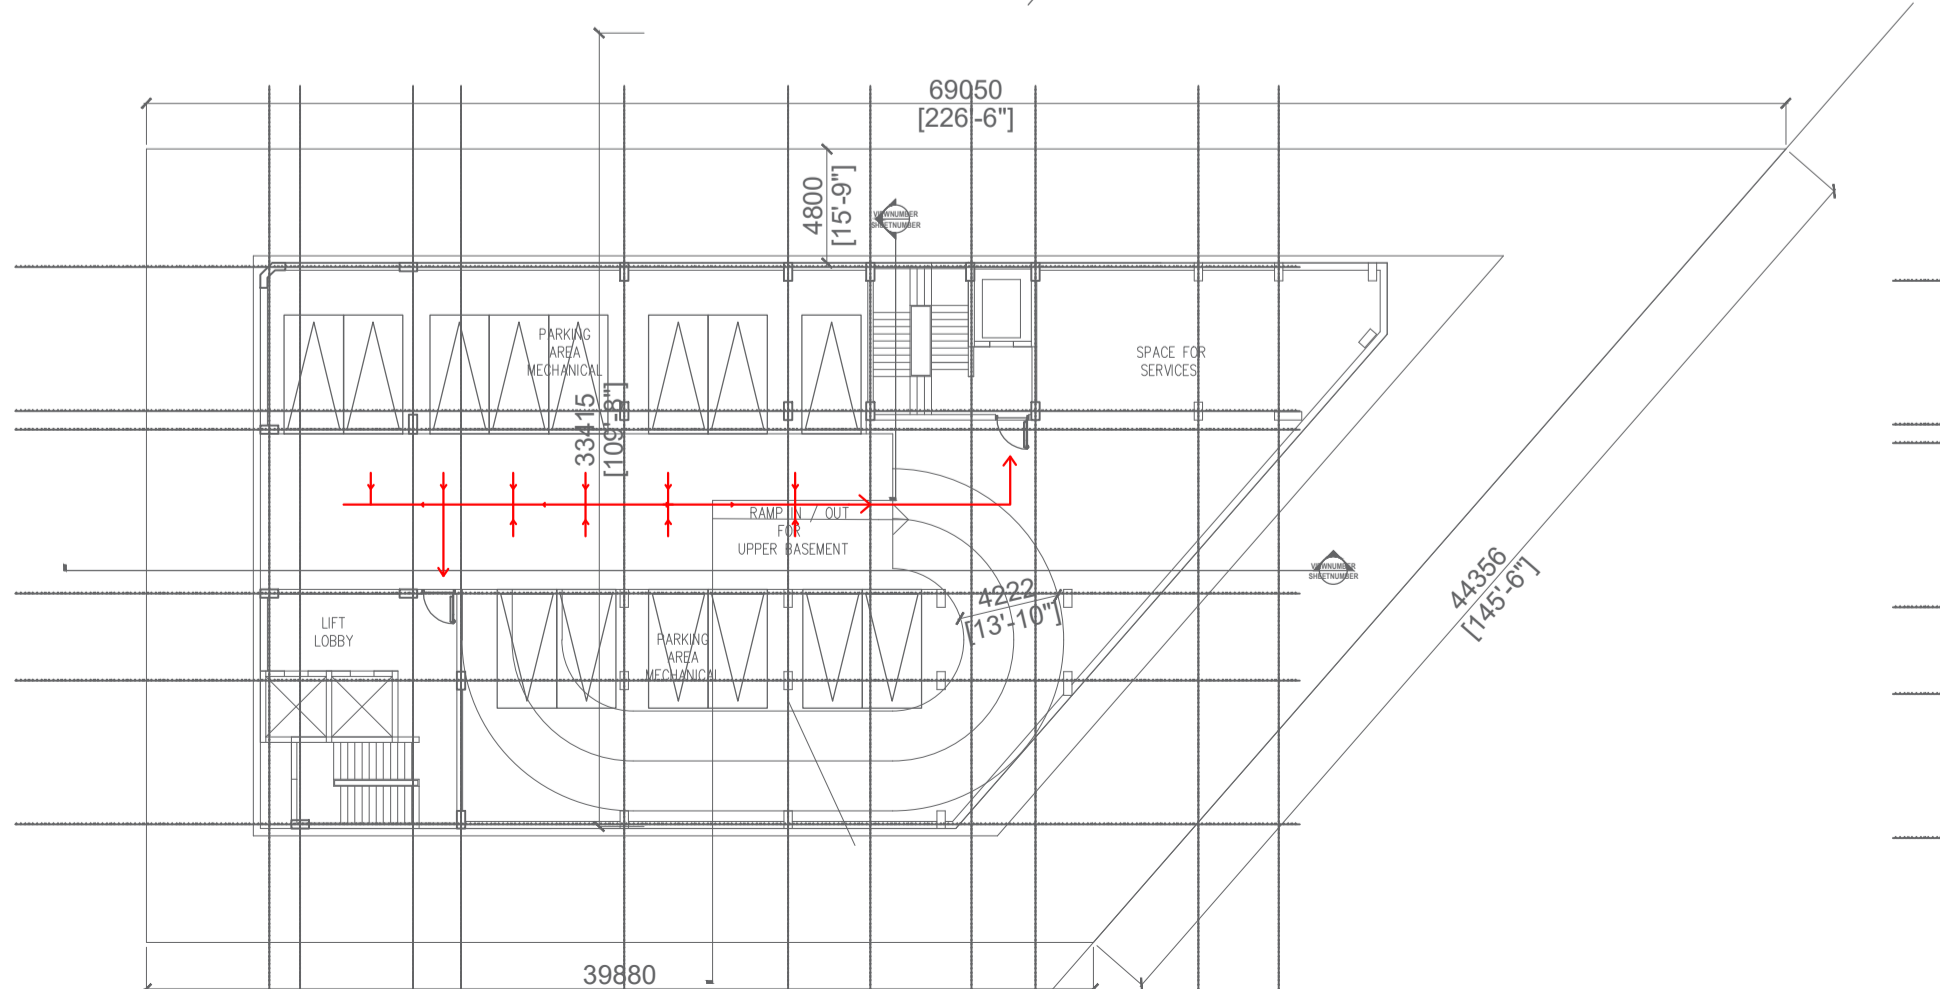 69050
[226'-6"]
4800
[15'-9"]
VIEWNUMBER
SHEETNUMBER
PARKING
AREA
MECHANICAL
SPACE FOR
SERVICES
33415
[109'-8"]
RAMP IN / OUT
FOR
UPPER BASEMENT
VIEWNUMBER
SHEETNUMBER
4222
[13'-10"]
44356
[145'-6"]
LIFT
LOBBY
PARKING
AREA
MECHANICAL
39880